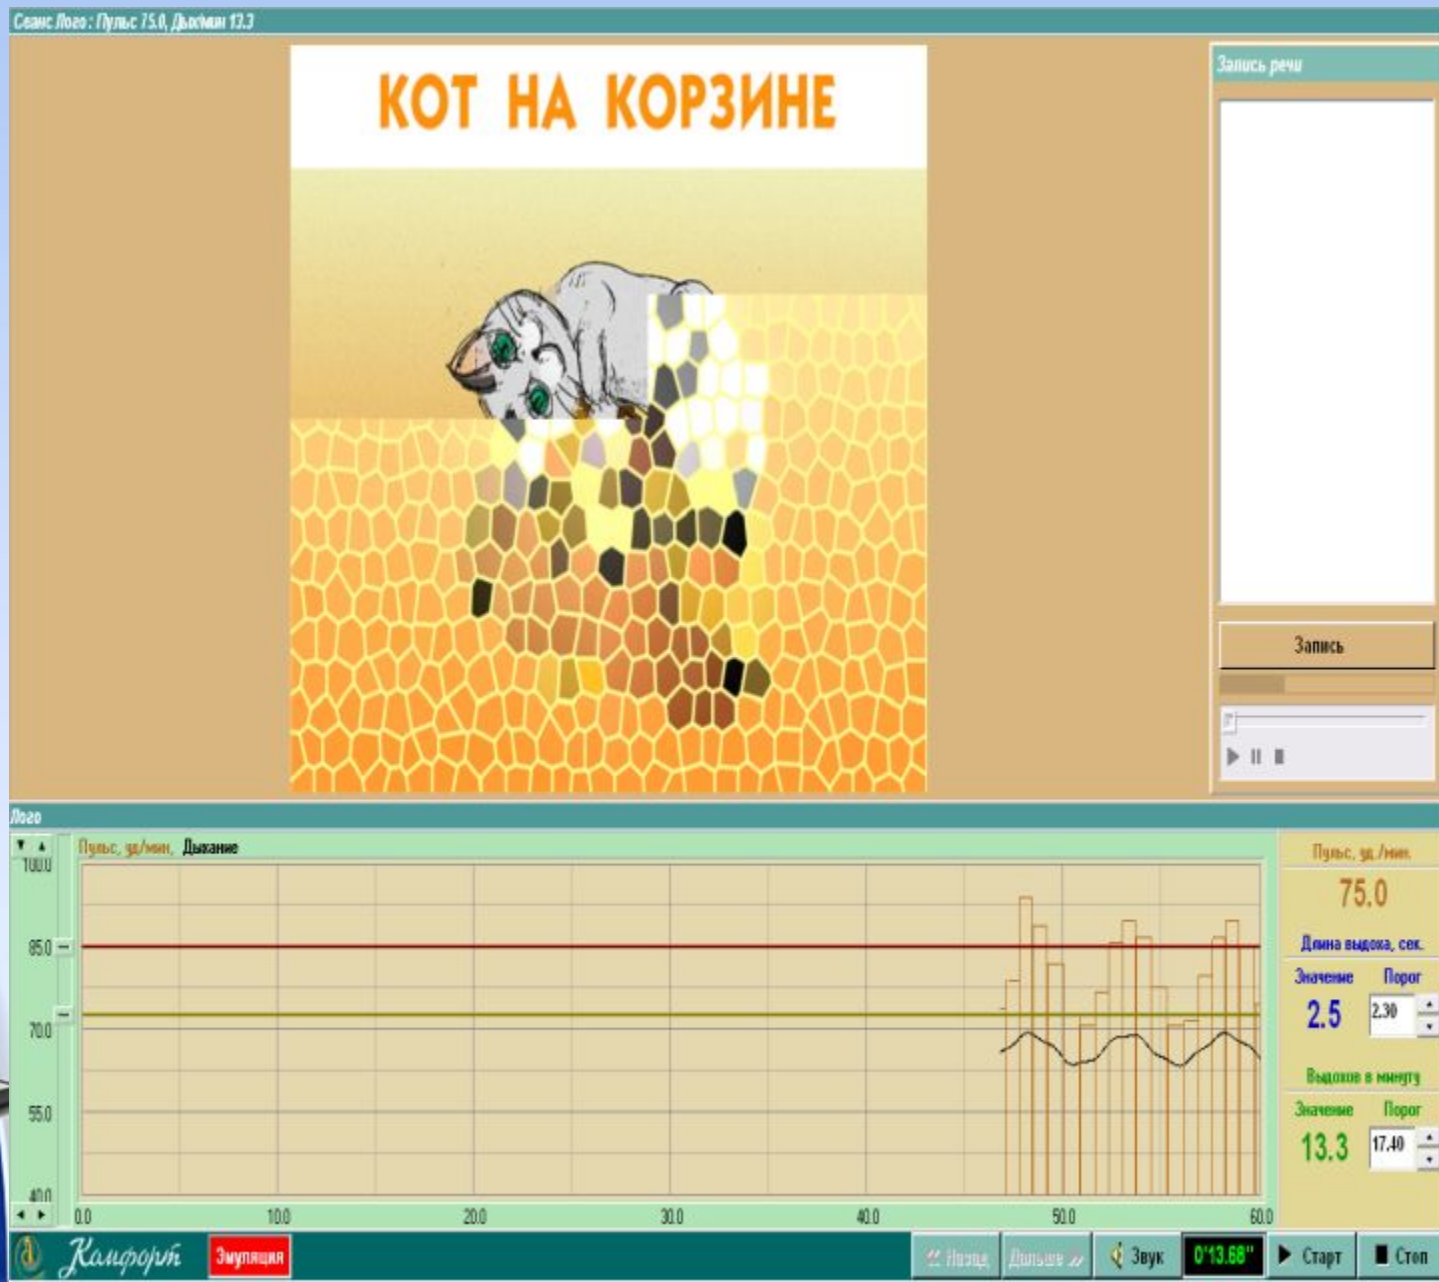 Сеанс Лого : Пульс 75.0, Дых/мин 13.3
КОТ НА КОРЗИНЕ
Запись речи
Запись
Лого
Пульс, уд/мин, Дыхание
100.0
85.0
70.0
55.0
40.0
0.0 10.0 20.0 30.0 40.0 50.0 60.0
Пульс, уд./мин.
75.0
Длина выдоха, сек.
Значение Порог
2.5 2.30
Выдохов в минуту
Значение Порог
13.3 17.40
Комфорт Эмуляция << Назад Дальше >> Звук 0'13.68" Старт Стоп